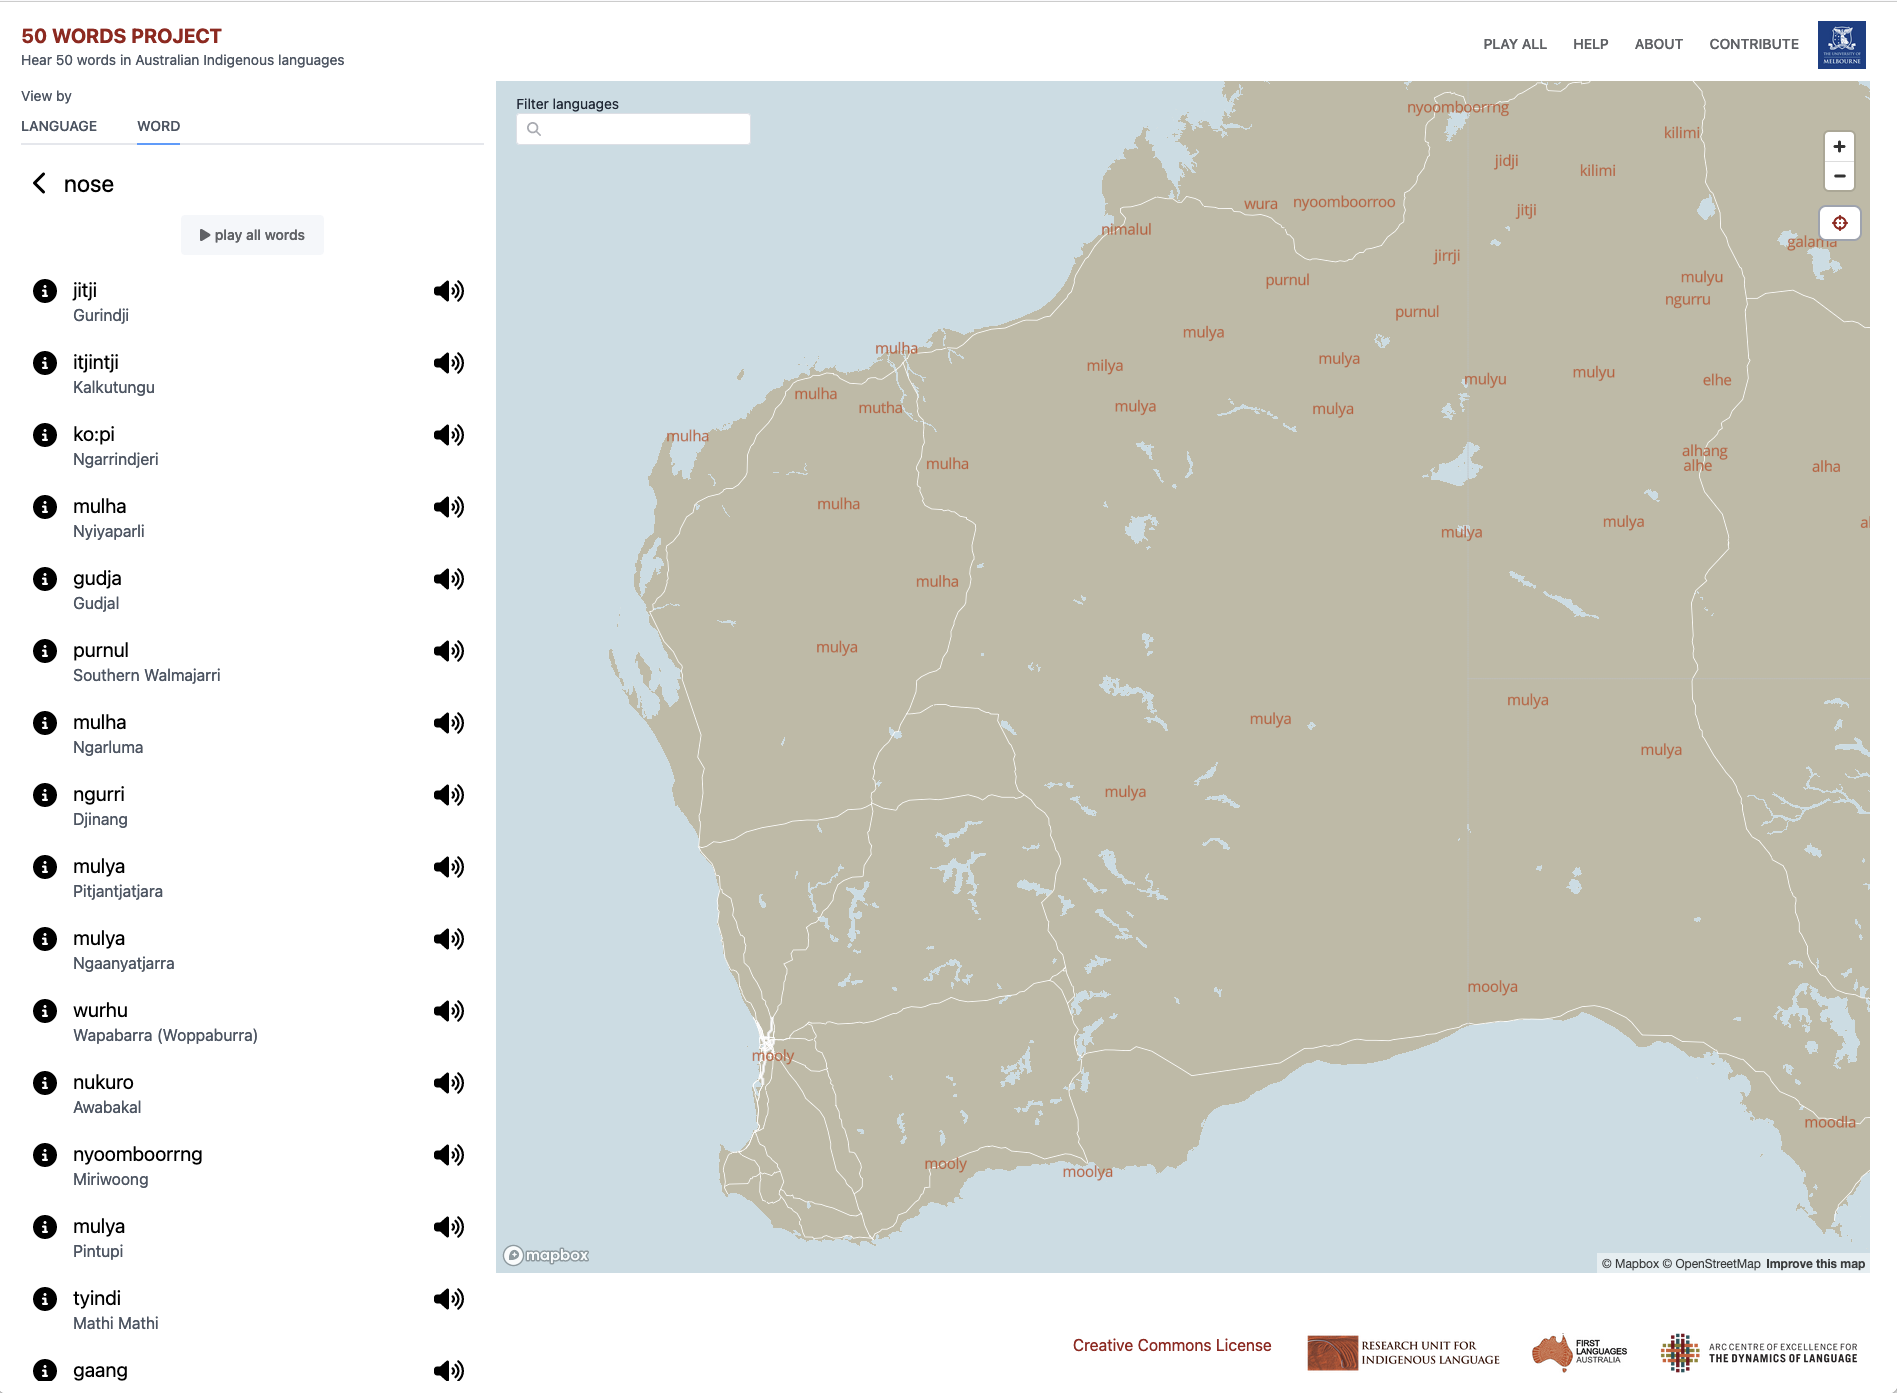 50 WORDS PROJECT
Hear 50 words in Australian Indigenous languages
PLAY ALL HELP ABOUT CONTRIBUTE
THE UNIVERSITY OF
MELBOURNE
View by
LANGUAGE WORD
nose
play all words
jitji
Gurindji
itjintji
Kalkutungu
ko:pi
Ngarrindjeri
mulha
Nyiyaparli
gudja
Gudjal
purnul
Southern Walmajarri
mulha
Ngarluma
ngurri
Djinang
mulya
Pitjantjatjara
mulya
Ngaanyatjarra
wurhu
Wapabarra (Woppaburra)
nukuro
Awabakal
nyoomboorrng
Miriwoong
mulya
Pintupi
tyindi
Mathi Mathi
gaang
Filter languages
nyoomboorrng
kilimi
jidji
kilimi
wura
nyoomboorroo
jitji
nimalul
galama
jirrji
purnul
mulyu
ngurru
purnul
mulya
mulha
mulya
milya
mulyu
mulyu
elhe
mulha
mutha
mulya
mulya
mulha
alhang
alhe
mulha
alha
mulha
mulya
al
mulya
mulha
mulya
mulya
mulya
mulya
mulya
moolya
mooly
moodla
mooly
moolya
mapbox
© Mapbox © OpenStreetMap Improve this map
Creative Commons License
RESEARCH UNIT FOR
INDIGENOUS LANGUAGE
FIRST
LANGUAGES
AUSTRALIA
ARC CENTRE OF EXCELLENCE FOR
THE DYNAMICS OF LANGUAGE